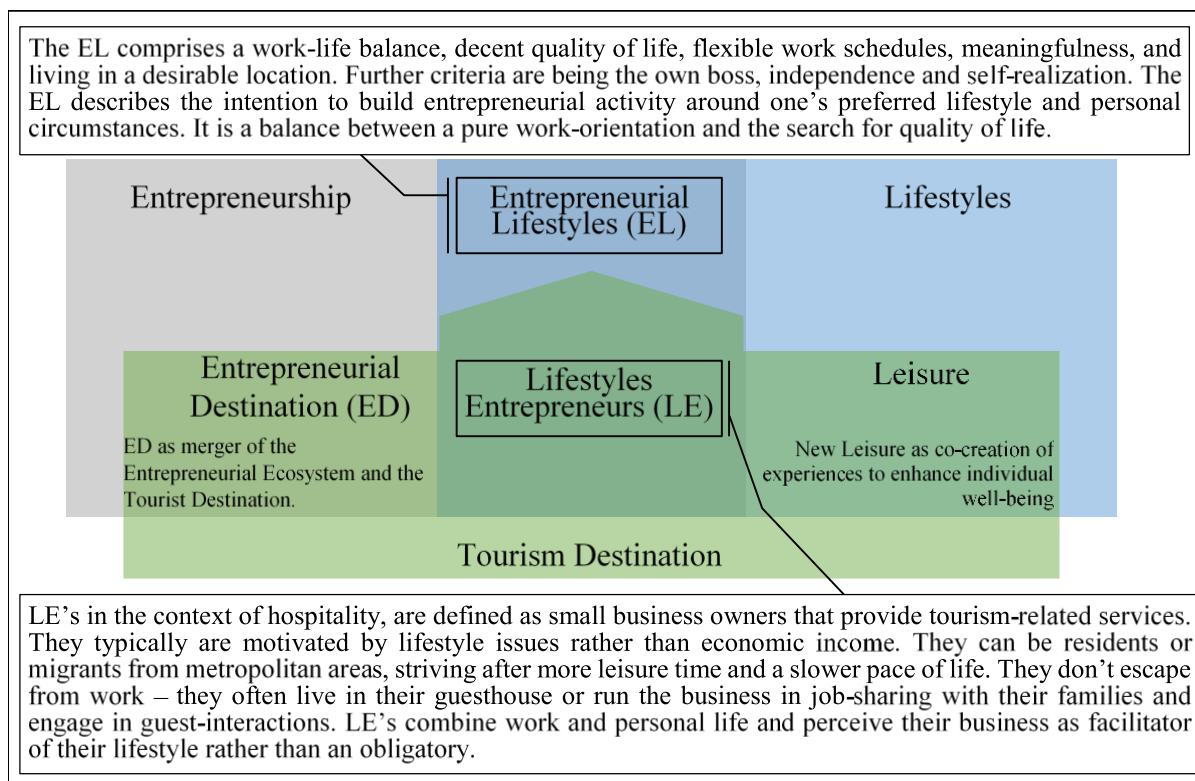 The EL comprises a work-life balance, decent quality of life, flexible work schedules, meaningfulness, and
living in a desirable location. Further criteria are being the own boss, independence and self-realization. The
EL describes the intention to build entrepreneurial activity around one’s preferred lifestyle and personal
circumstances. It is a balance between a pure work-orientation and the search for quality of life.
Entrepreneurship
Entrepreneurial
Lifestyles (EL)
Lifestyles
Entrepreneurial
Destination (ED)
ED as merger of the
Entrepreneurial Ecosystem and the
Tourist Destination.
Lifestyles
Entrepreneurs (LE)
Leisure
New Leisure as co-creation of
experiences to enhance individual
well-being
Tourism Destination
LE’s in the context of hospitality, are defined as small business owners that provide tourism-related services.
They typically are motivated by lifestyle issues rather than economic income. They can be residents or
migrants from metropolitan areas, striving after more leisure time and a slower pace of life. They don’t escape
from work – they often live in their guesthouse or run the business in job-sharing with their families and
engage in guest-interactions. LE’s combine work and personal life and perceive their business as facilitator
of their lifestyle rather than an obligatory.